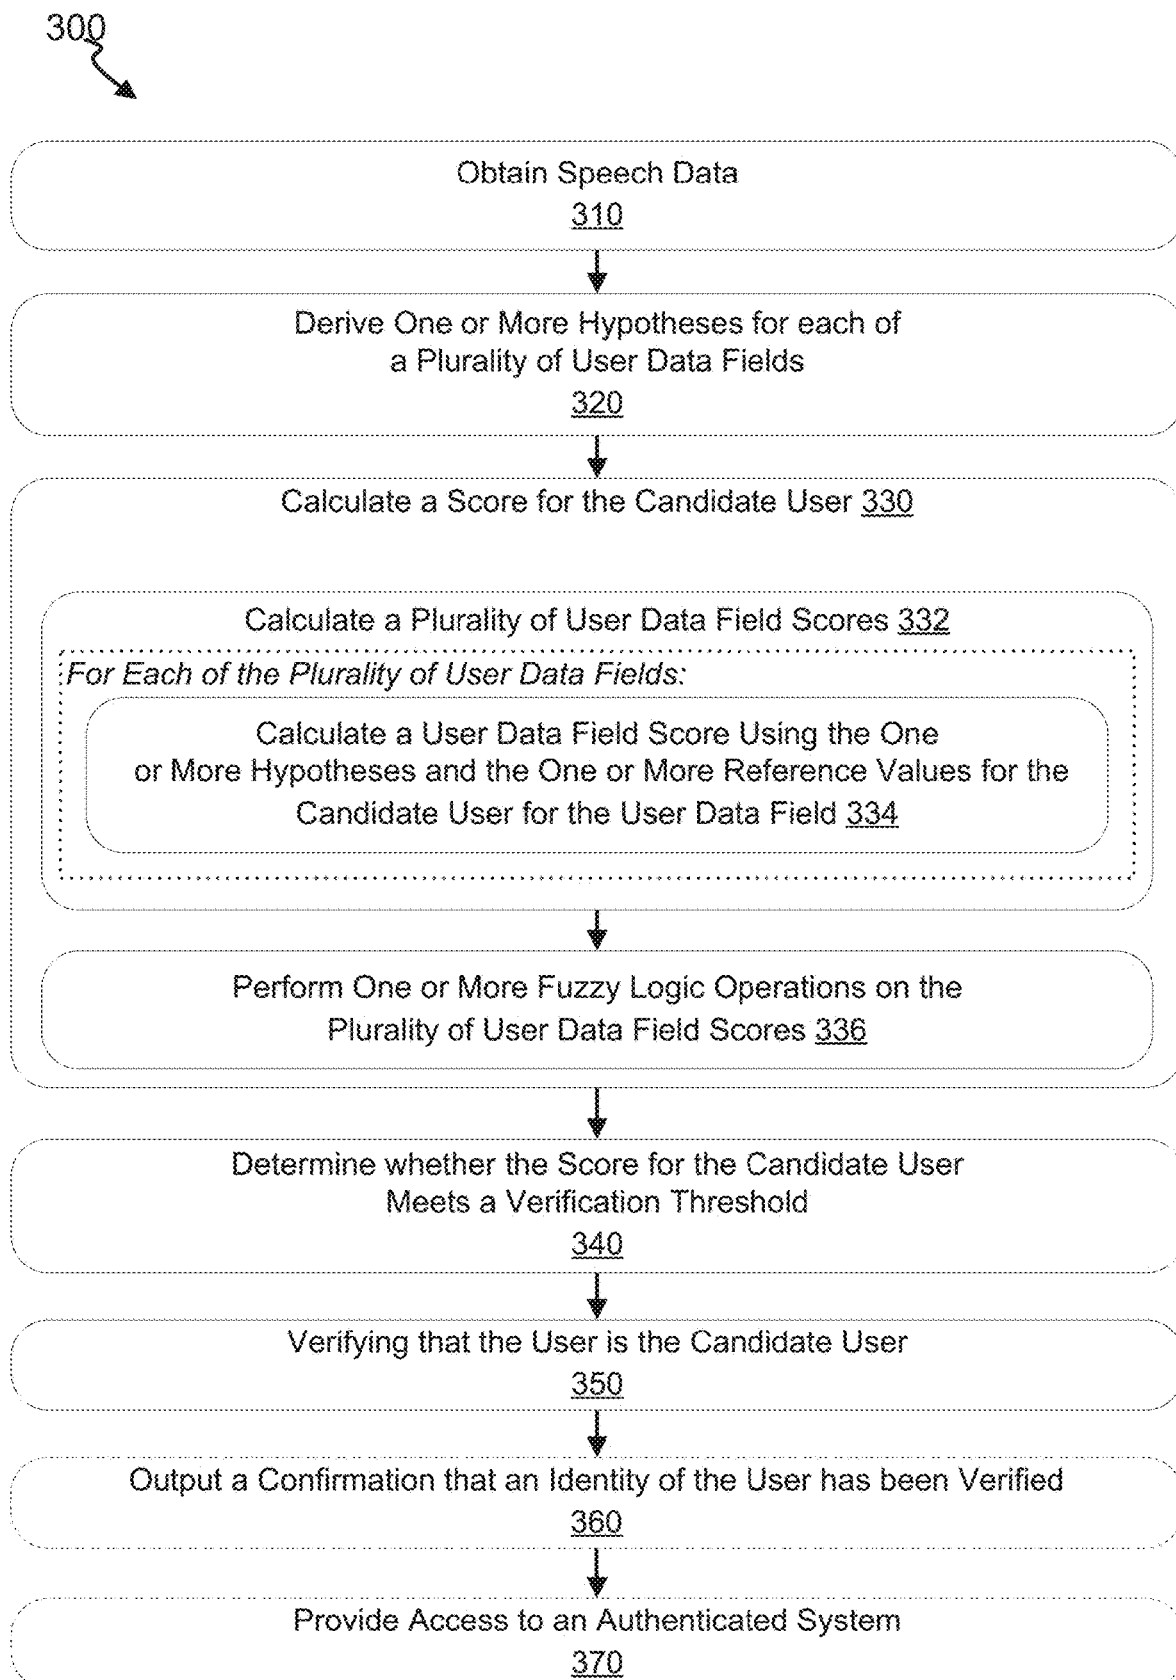 300
Obtain Speech Data
310
Derive One or More Hypotheses for each of
a Plurality of User Data Fields
320
Calculate a Score for the Candidate User 330
Calculate a Plurality of User Data Field Scores 332
For Each of the Plurality of User Data Fields:
Calculate a User Data Field Score Using the One
or More Hypotheses and the One or More Reference Values for the
Candidate User for the User Data Field 334
Perform One or More Fuzzy Logic Operations on the
Plurality of User Data Field Scores 336
Determine whether the Score for the Candidate User
Meets a Verification Threshold
340
Verifying that the User is the Candidate User
350
Output a Confirmation that an Identity of the User has been Verified
360
Provide Access to an Authenticated System
370